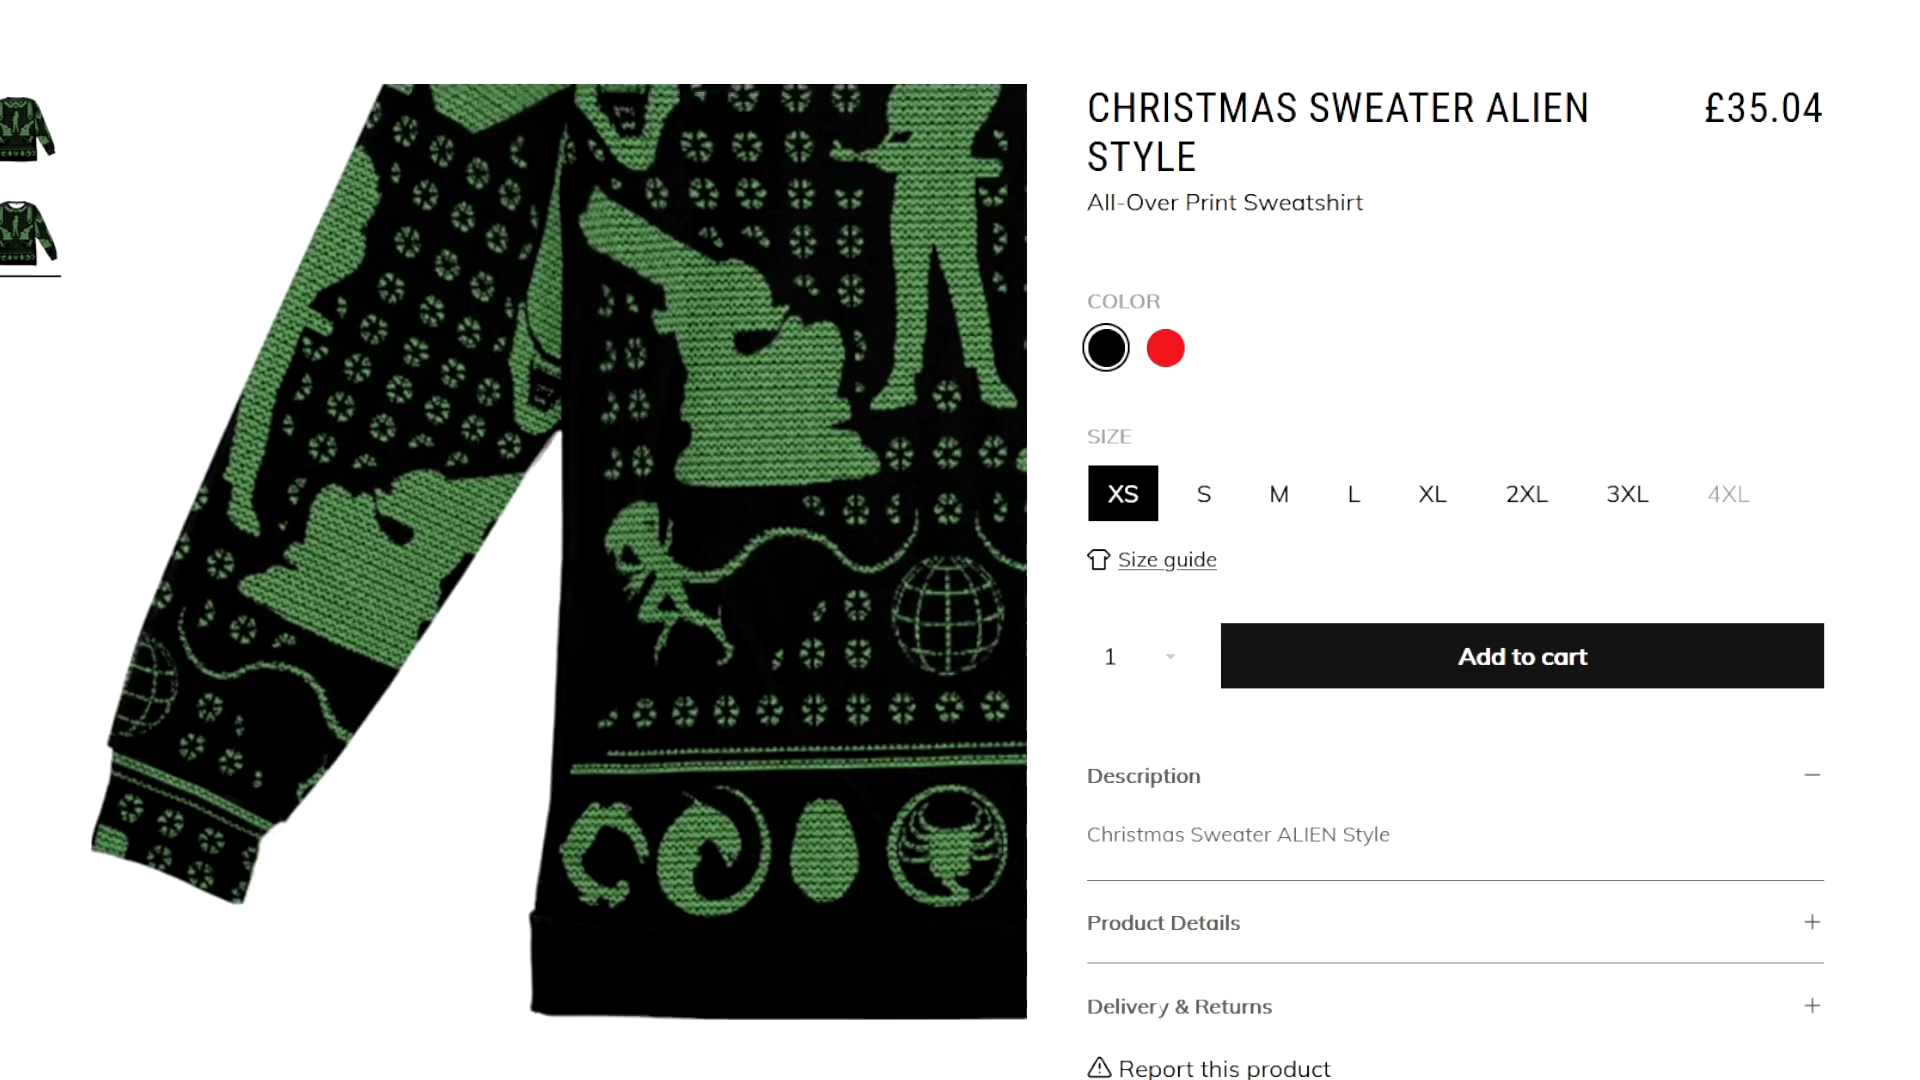 CHRISTMAS SWEATER ALIEN
STYLE
£35.04
All-Over Print Sweatshirt
COLOR
SIZE
XS S M L XL 2XL 3XL 4XL
Size guide
1
Add to cart
Description
Christmas Sweater ALIEN Style
Product Details
Delivery & Returns
Report this product